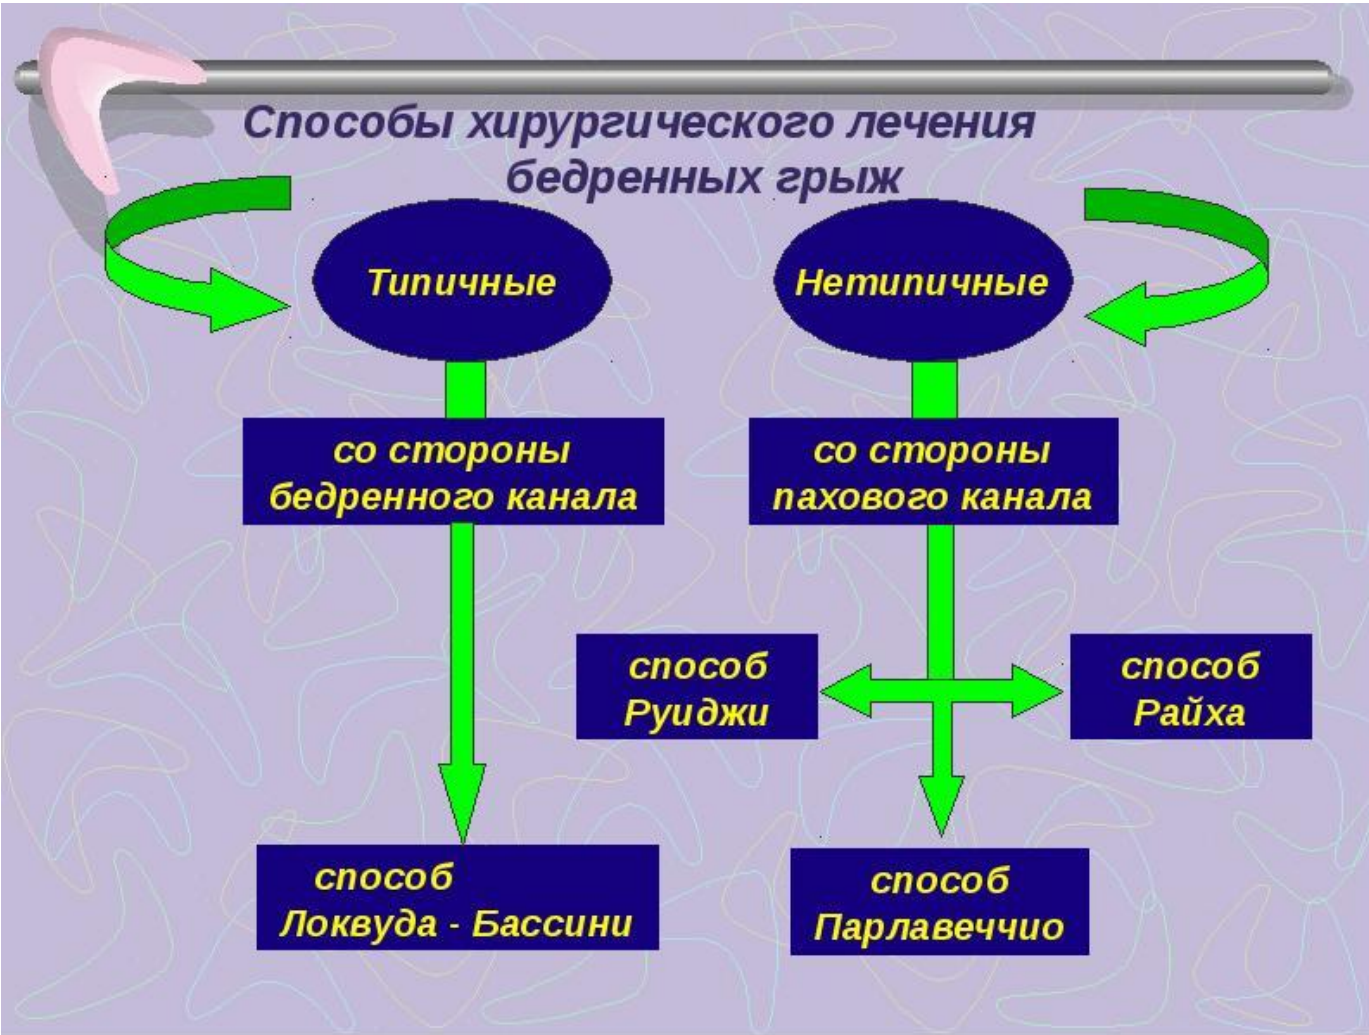 Способы хирургического лечения
бедренных грыж
Типичные
Нетипичные
со стороны
бедренного канала
со стороны
пахового канала
способ
Руиджи
способ
Райха
способ
Локвуда - Бассини
способ
Парлавеччио